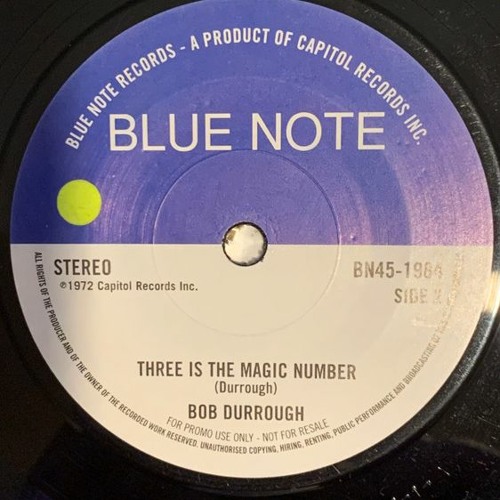 BLUE NOTE RECORDS - A PRODUCT OF CAPITOL RECORDS INC.
BLUE NOTE
STEREO
℗1972 Capitol Records Inc.
BN45-1984
SIDE
THREE IS THE MAGIC NUMBER
(Durrough)
BOB DURROUGH
FOR PROMO USE ONLY - NOT FOR RESALE
ALL RIGHTS OF THE PRODUCER AND OF THE OWNER OF THE RECORDED WORK RESERVED. UNAUTHORISED COPYING, HIRING, RENTING, PUBLIC PERFORMANCE AND BROADCASTING OF